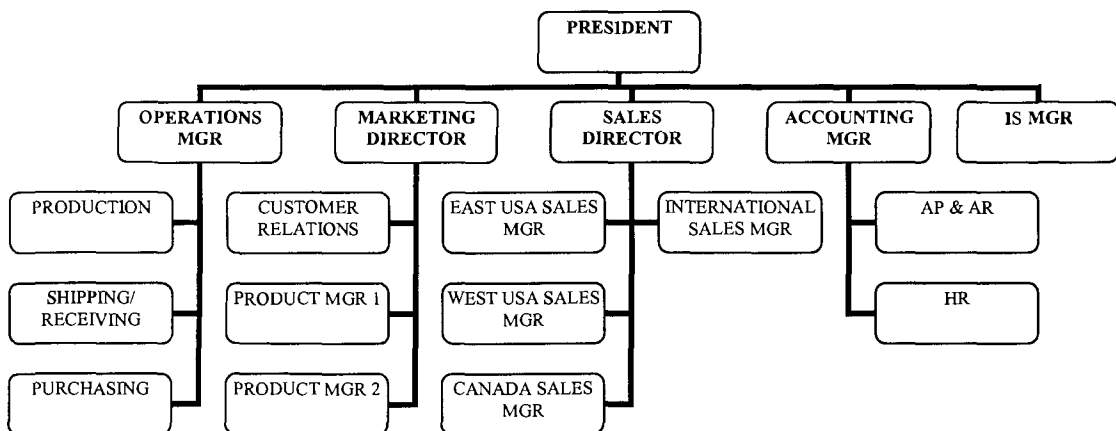 PRESIDENT
OPERATIONS
MGR
MARKETING
DIRECTOR
SALES
DIRECTOR
ACCOUNTING
MGR
IS MGR
PRODUCTION
CUSTOMER
RELATIONS
EAST USA SALES
MGR
INTERNATIONAL
SALES MGR
AP & AR
SHIPPING/
RECEIVING
PRODUCT MGR 1
WEST USA SALES
MGR
HR
PURCHASING
PRODUCT MGR 2
CANADA SALES
MGR